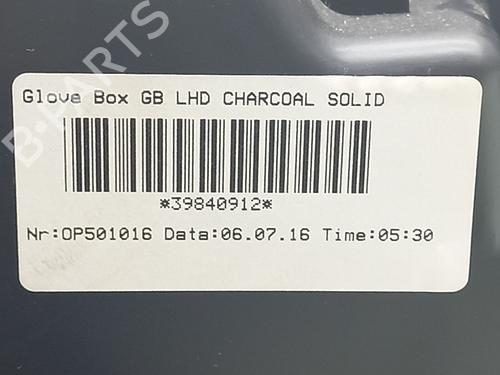 Glove Box GB LHD CHARCOAL SOLID
*39840912*
Nr:OP501016 Data:06.07.16 Time:05:30
B-PARTS